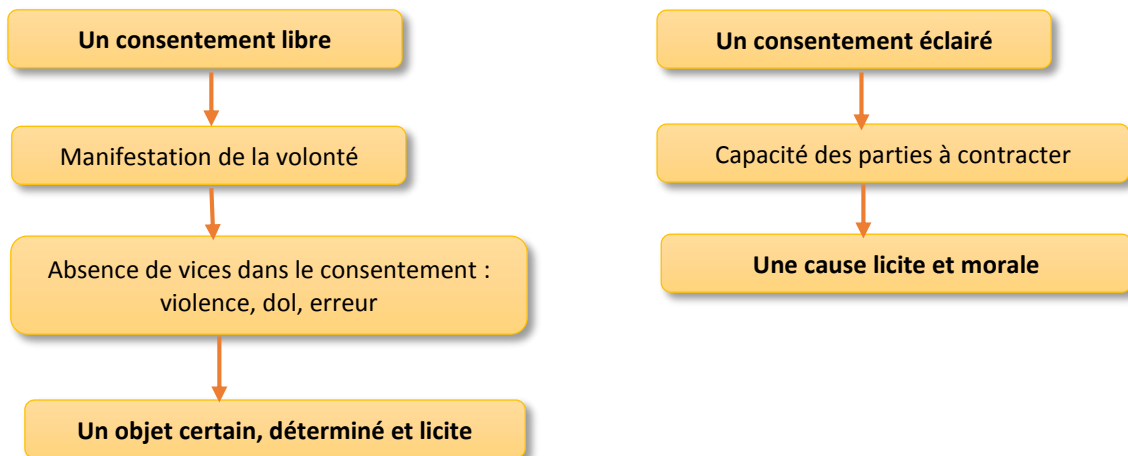 Un consentement libre
Manifestation de la volonté
Absence de vices dans le consentement :
violence, dol, erreur
Un objet certain, déterminé et licite
Un consentement éclairé
Capacité des parties à contracter
Une cause licite et morale